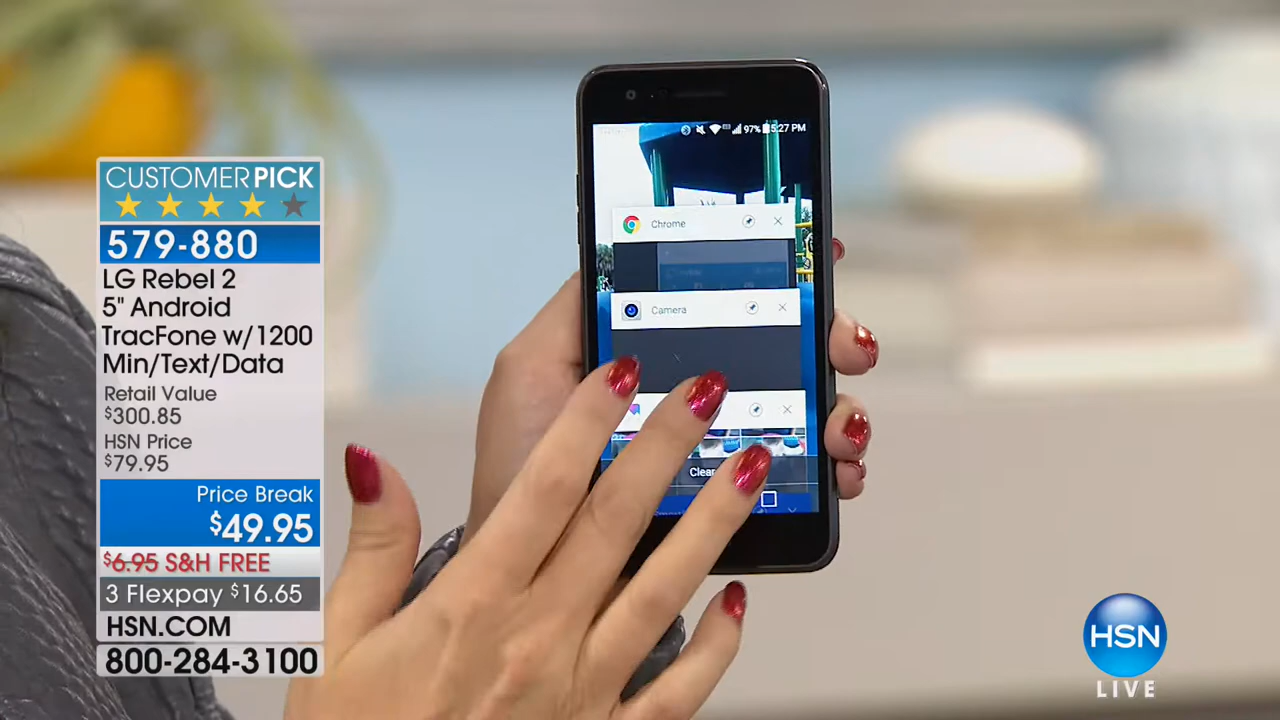 CUSTOMER PICK
579-880
LG Rebel 2
5" Android
TracFone w/1200
Min/Text/Data
Retail Value
$300.85
HSN Price
$79.95
Price Break
$49.95
$6.95 S&H FREE
3 Flexpay $16.65
HSN.COM
800-284-3100
97% 5:27 PM
Chrome
Camera
HSN
LIVE